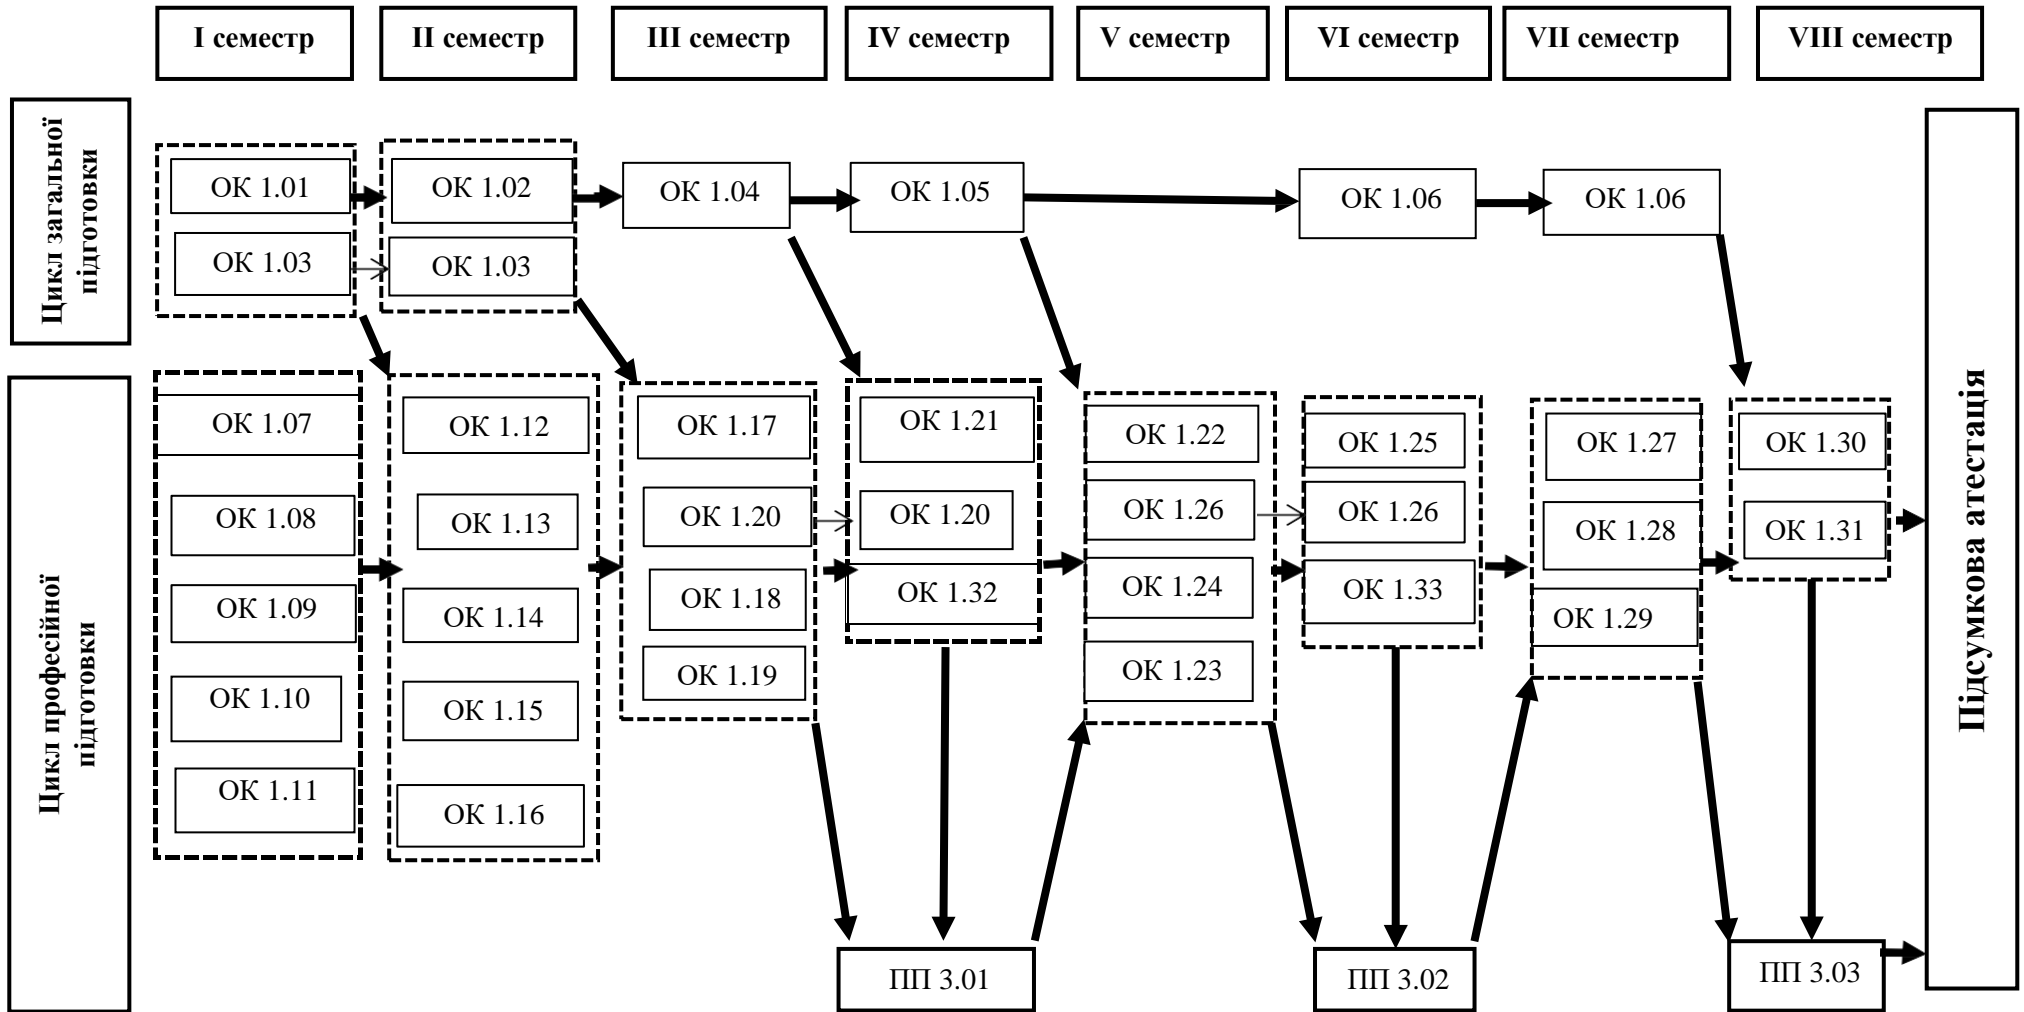 I семестр
II семестр
III семестр
IV семестр
V семестр
VI семестр
VII семестр
VIII семестр
Цикл загальної
підготовки
ОК 1.01
ОК 1.02
ОК 1.04
ОК 1.05
ОК 1.06
ОК 1.06
ОК 1.03
ОК 1.03
Цикл професійної
підготовки
ОК 1.07
ОК 1.08
ОК 1.09
ОК 1.10
ОК 1.11
ОК 1.12
ОК 1.13
ОК 1.14
ОК 1.15
ОК 1.16
ОК 1.17
ОК 1.20
ОК 1.18
ОК 1.19
ОК 1.21
ОК 1.20
ОК 1.32
ОК 1.22
ОК 1.26
ОК 1.24
ОК 1.23
ОК 1.25
ОК 1.26
ОК 1.33
ОК 1.27
ОК 1.28
ОК 1.29
ОК 1.30
ОК 1.31
ПП 3.01
ПП 3.02
ПП 3.03
Підсумкова атестація